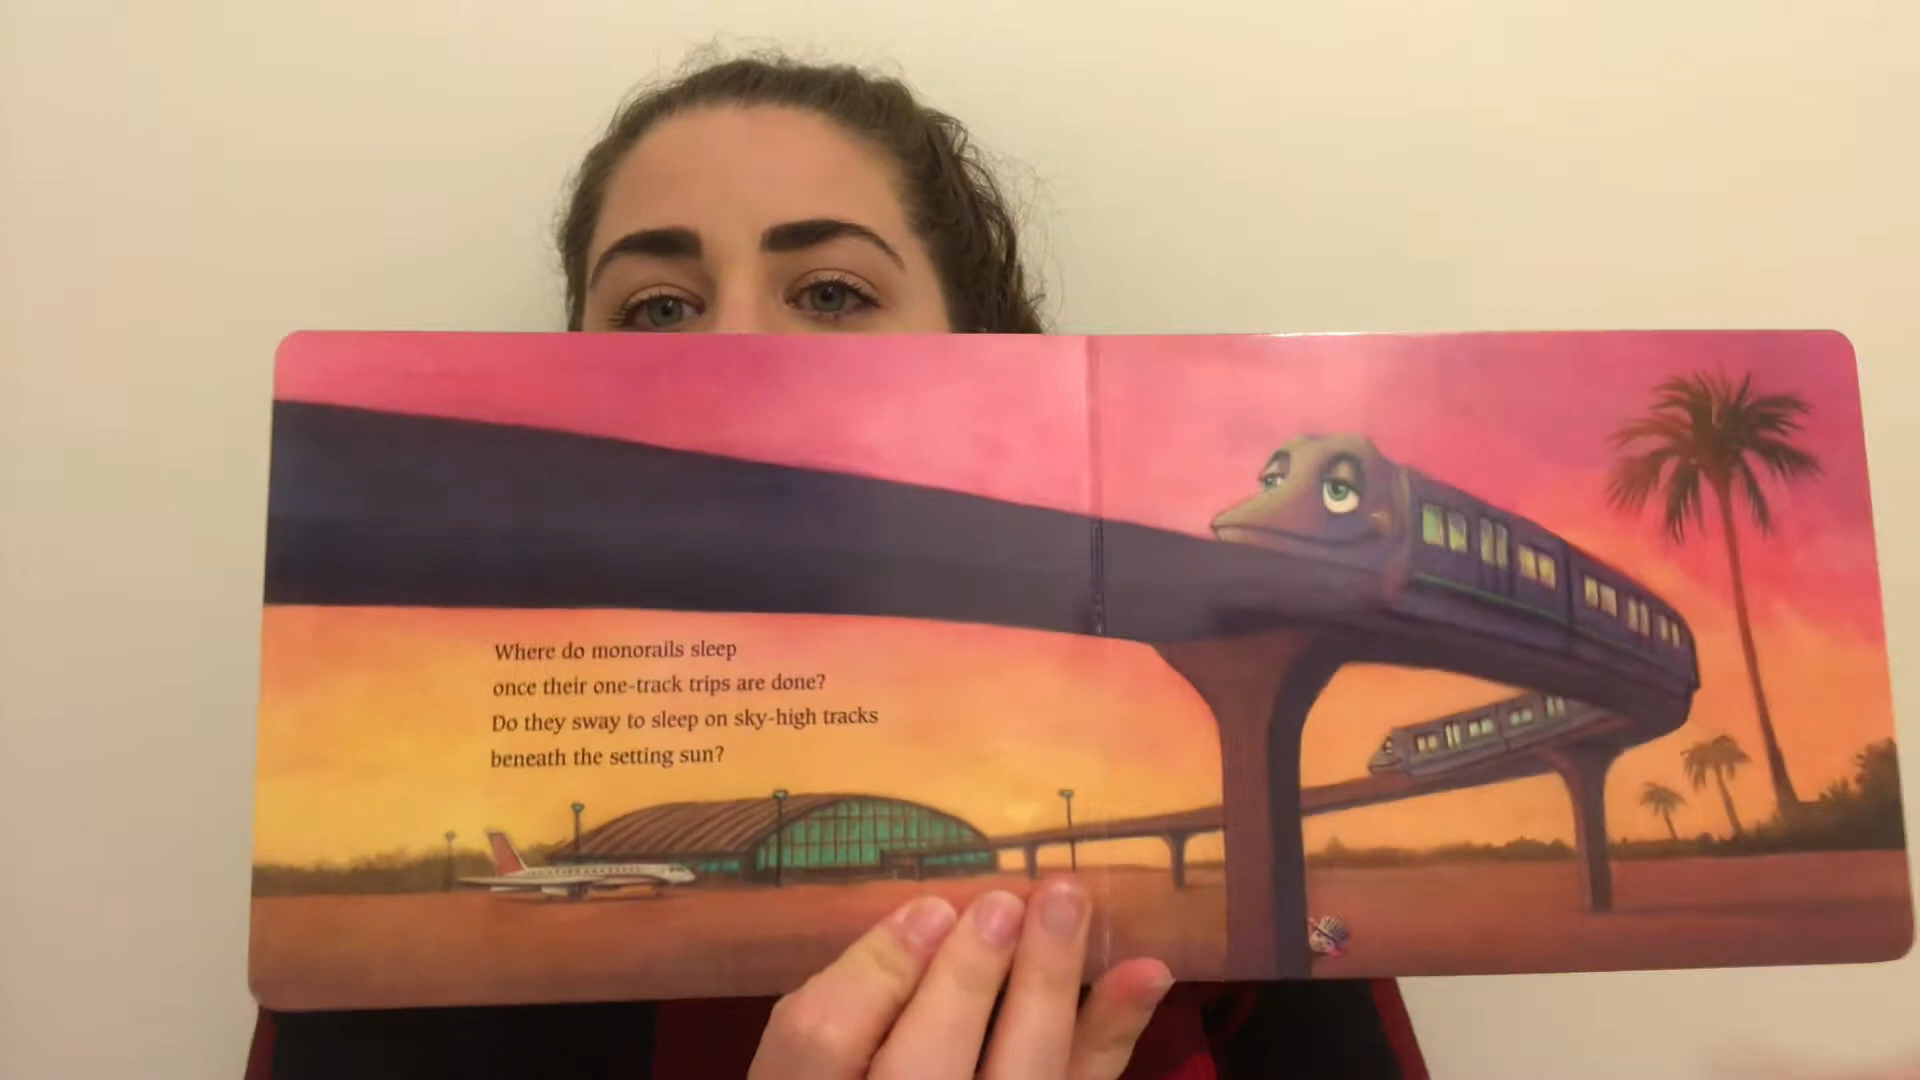 Where do monorails sleep
once their one-track trips are done?
Do they sway to sleep on sky-high tracks
beneath the setting sun?